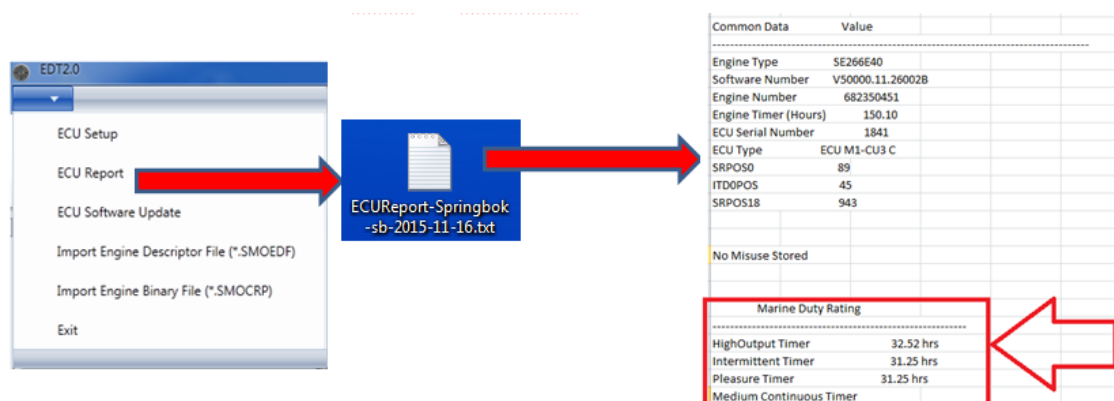 EDT2.0
ECU Setup
ECU Report
ECU Software Update
Import Engine Descriptor File (*.SMOEDF)
Import Engine Binary File (*.SMOCRP)
Exit
ECUReport-Springbok
-sb-2015-11-16.txt
Common Data Value
--------------------------------------------------------------------------------
Engine Type SE266E40
Software Number V50000.11.26002B
Engine Number 682350451
Engine Timer (Hours) 150.10
ECU Serial Number 1841
ECU Type ECU M1-CU3 C
SRPOS0 89
ITD0POS 45
SRPOS18 943
No Misuse Stored
Marine Duty Rating
------------------------------------------------------------
HighOutput Timer 32.52 hrs
Intermittent Timer 31.25 hrs
Pleasure Timer 31.25 hrs
Medium Continuous Timer